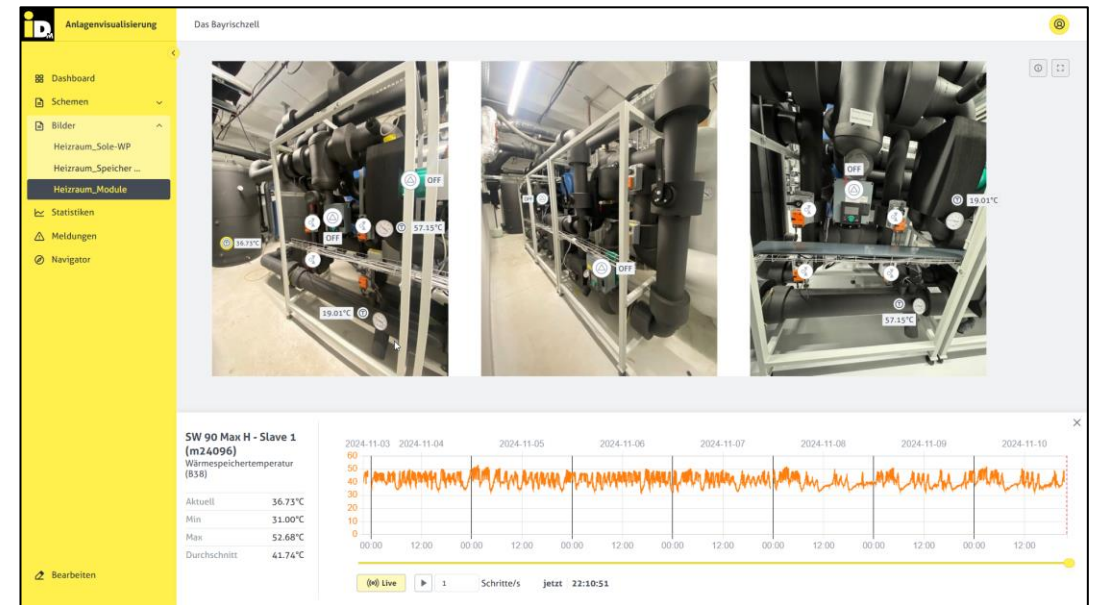 iDM
Anlagenvisualisierung
Das Bayrischzell
Dashboard
Schemen
Bilder
Heizraum_Sole-WP
Heizraum_Speicher ...
Heizraum_Module
Statistiken
Meldungen
Navigator
Bearbeiten
OFF
57.15°C
OFF
36.73°C
19.01°C
OFF
OFF
OFF
19.01°C
57.15°C
SW 90 Max H - Slave 1
(m24096)
Wärmespeichertemperatur
(B38)
Aktuell 36.73°C
Min 31.00°C
Max 52.68°C
Durchschnitt 41.74°C
2024-11-03 2024-11-04 2024-11-05 2024-11-06 2024-11-07 2024-11-08 2024-11-09 2024-11-10
60
50
40
30
20
10
0
00:00 12:00 00:00 12:00 00:00 12:00 00:00 12:00 00:00 12:00 00:00 12:00 00:00 12:00
Live 1 Schritte/s jetzt 22:10:51